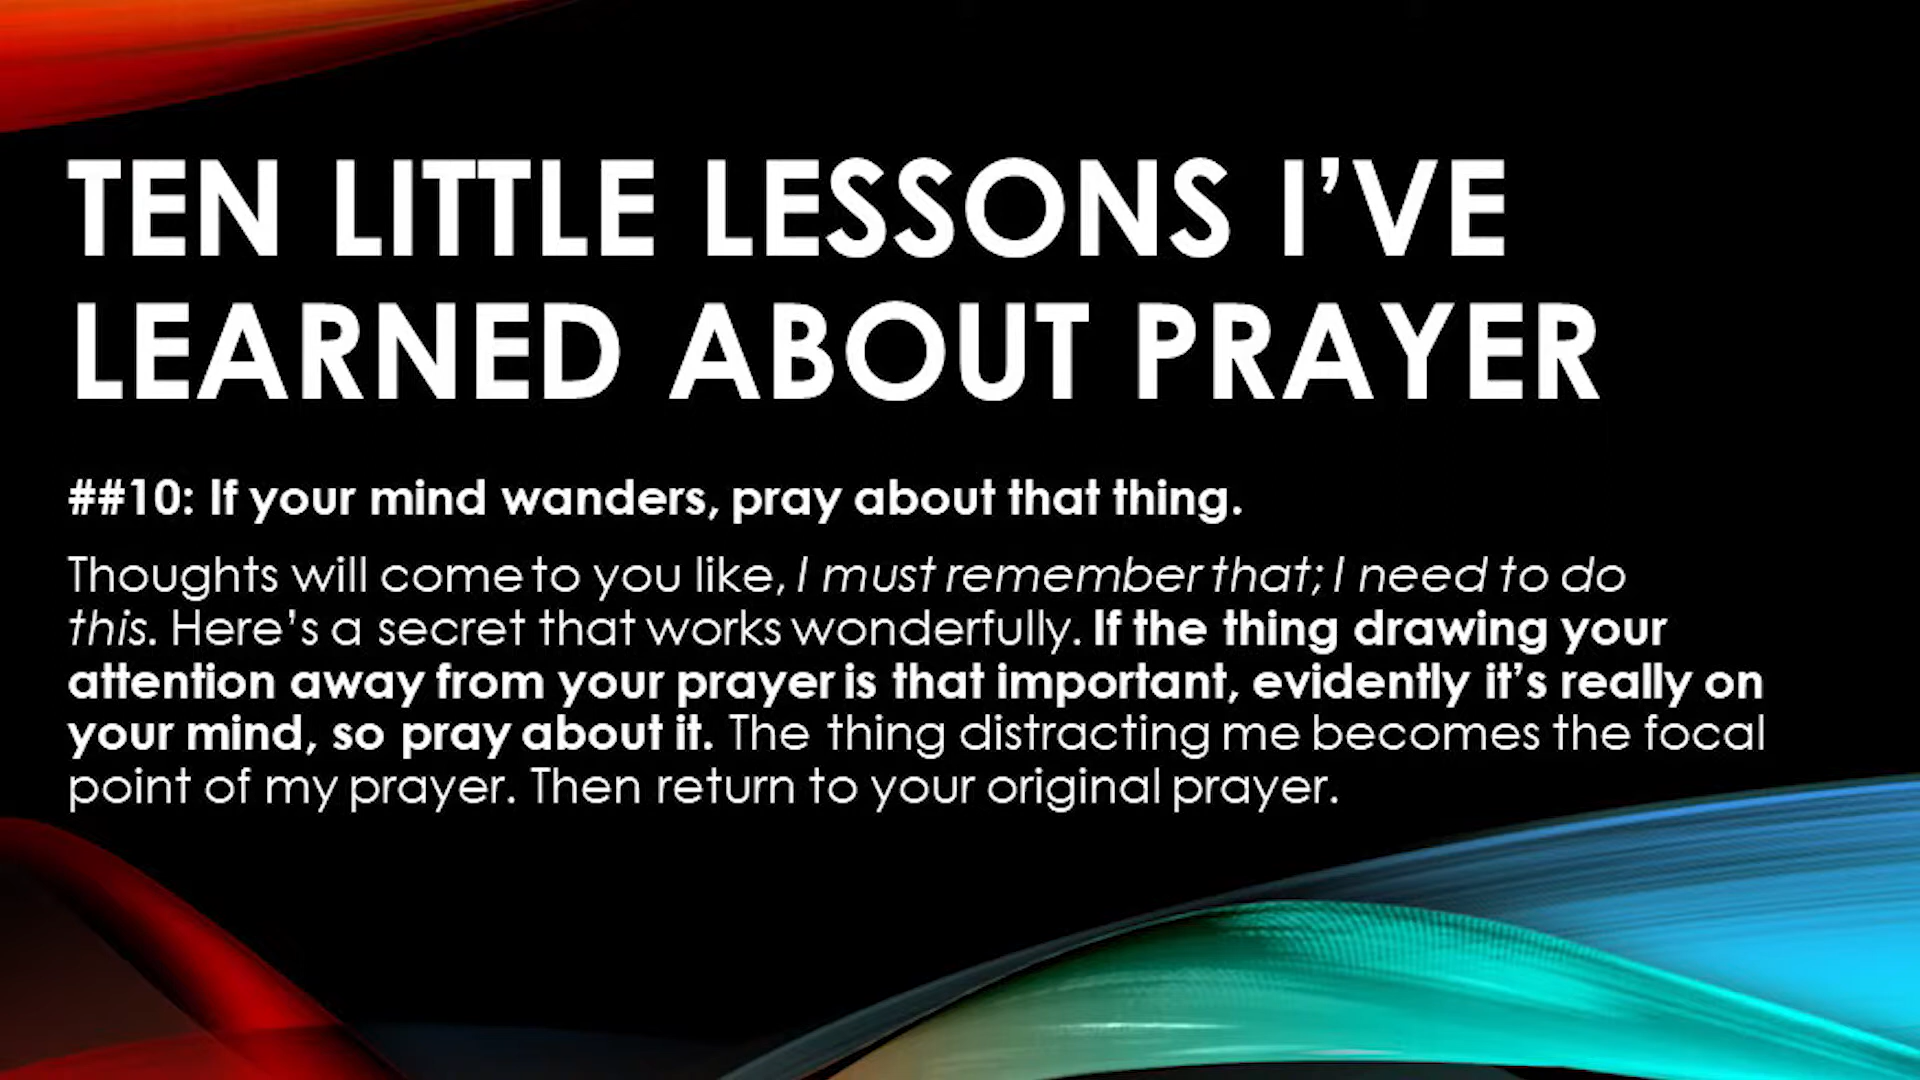 TEN LITTLE LESSONS I’VE
LEARNED ABOUT PRAYER
##10: If your mind wanders, pray about that thing.
Thoughts will come to you like, I must remember that; I need to do
this. Here’s a secret that works wonderfully. If the thing drawing your
attention away from your prayer is that important, evidently it’s really on
your mind, so pray about it. The thing distracting me becomes the focal
point of my prayer. Then return to your original prayer.